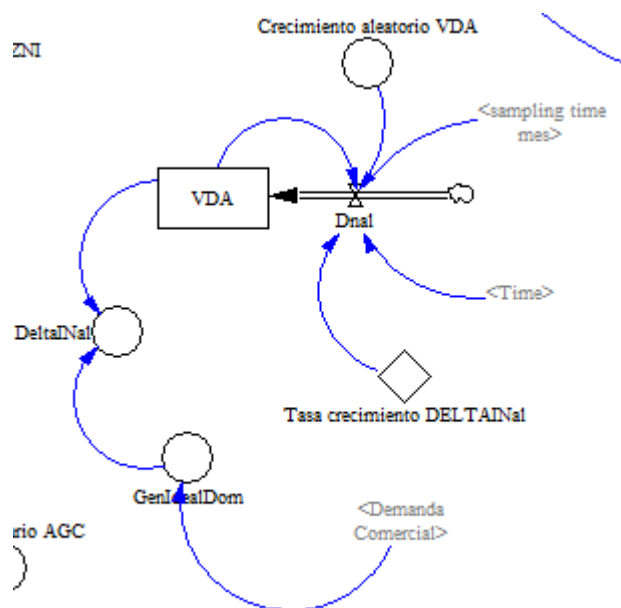 Crecimiento aleatorio VDA
ZNI
<sampling time
mes>
VDA
Dnal
<Time>
DeltaINal
Tasa crecimiento DELTAINal
GenIdealDom
<Demanda
Comercial>
rio AGC